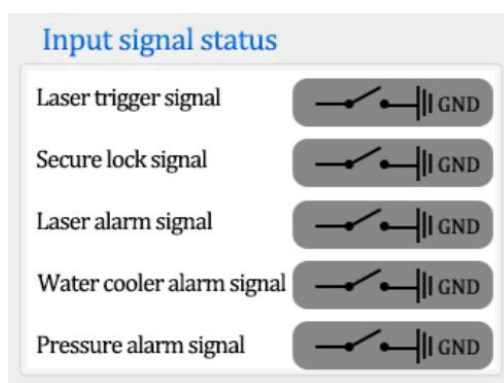 Input signal status
Laser trigger signal GND
Secure lock signal GND
Laser alarm signal GND
Water cooler alarm signal GND
Pressure alarm signal GND